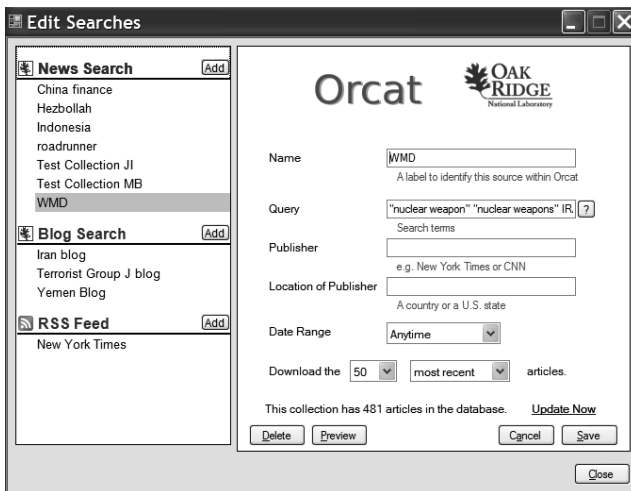 Edit Searches
News Search Add
China finance
Hezbollah
Indonesia
roadrunner
Test Collection JI
Test Collection MB
WMD
Blog Search Add
Iran blog
Terrorist Group J blog
Yemen Blog
RSS Feed Add
New York Times
Orcat
OAK
RIDGE
National Laboratory
Name WMD
A label to identify this source within Orcat
Query "nuclear weapon" "nuclear weapons" IR. ?
Search terms
Publisher
e.g. New York Times or CNN
Location of Publisher
A country or a U.S. state
Date Range Anytime
Download the 50 most recent articles.
This collection has 481 articles in the database. Update Now
Delete Preview Cancel Save
Close